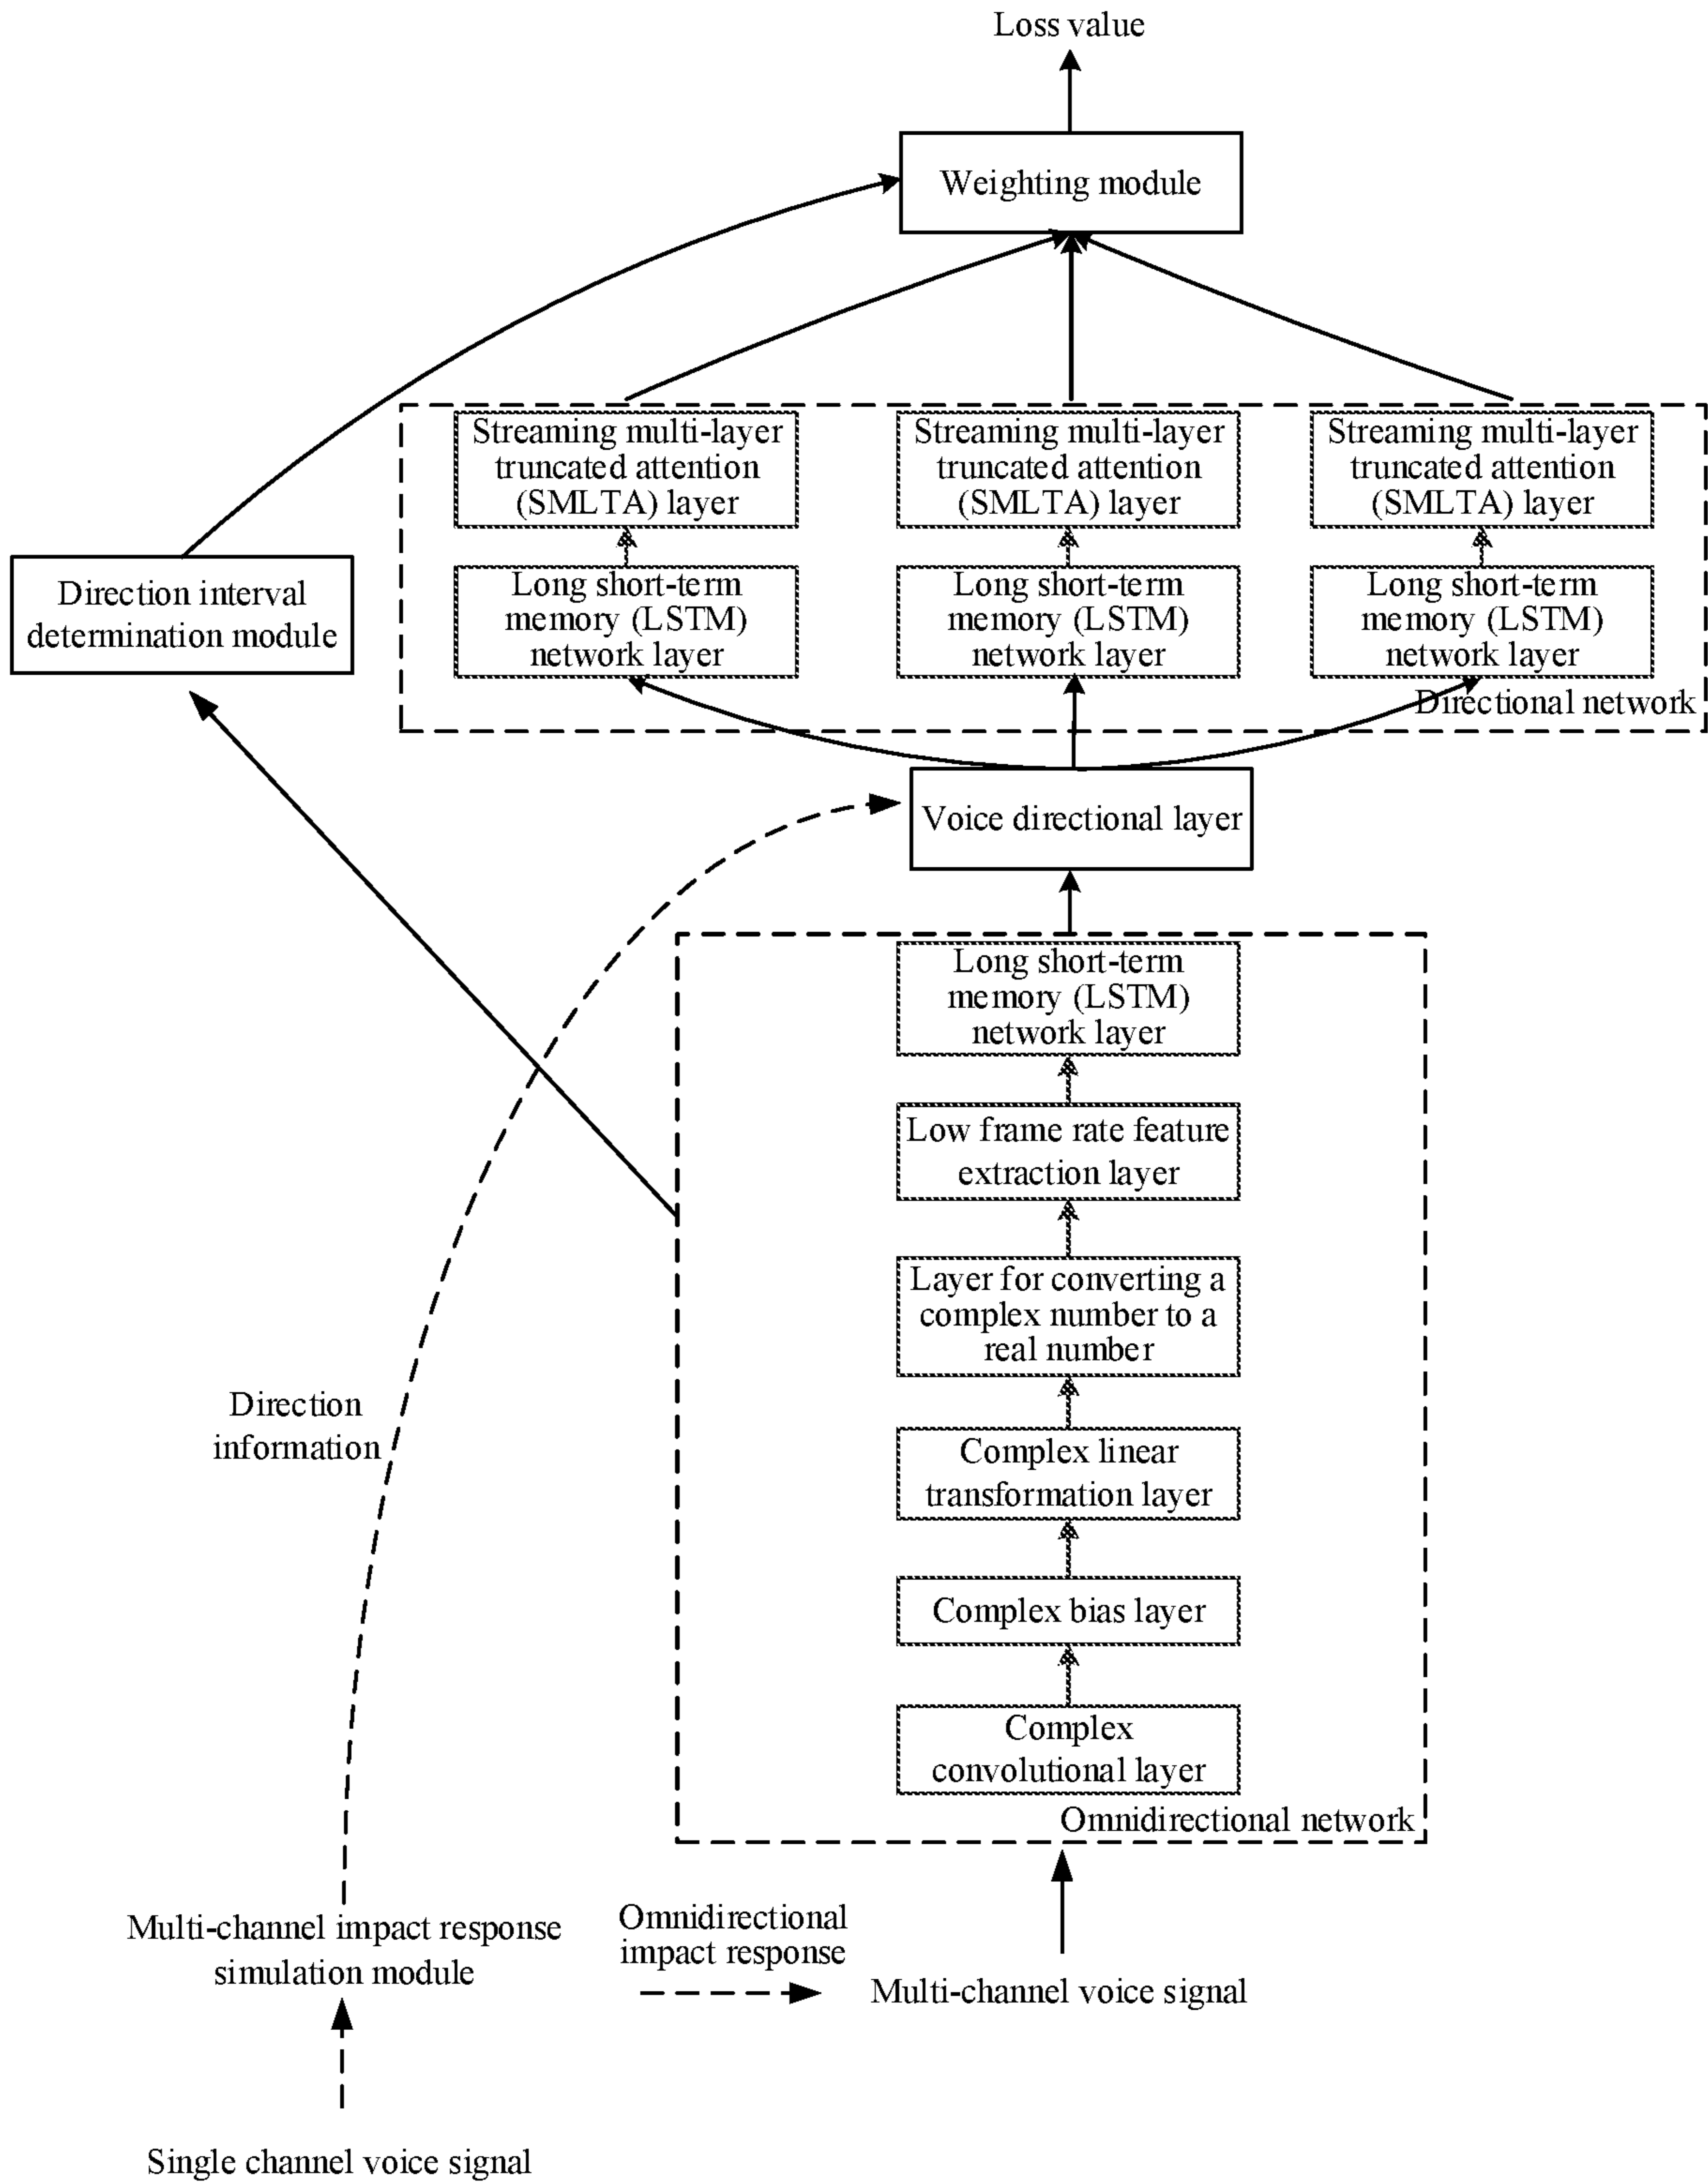 Loss value
Weighting module
Streaming multi-layer
truncated attention
(SMLTA) layer
Streaming multi-layer
truncated attention
(SMLTA) layer
Streaming multi-layer
truncated attention
(SMLTA) layer
Direction interval
determination module
Long short-term
memory (LSTM)
network layer
Long short-term
memory (LSTM)
network layer
Long short-term
memory (LSTM)
network layer
Directional network
Voice directional layer
Long short-term
memory (LSTM)
network layer
Low frame rate feature
extraction layer
Layer for converting a
complex number to a
real number
Direction
information
Complex linear
transformation layer
Complex bias layer
Complex
convolutional layer
Omnidirectional network
Multi-channel impact response
simulation module
Omnidirectional
impact response
Multi-channel voice signal
Single channel voice signal